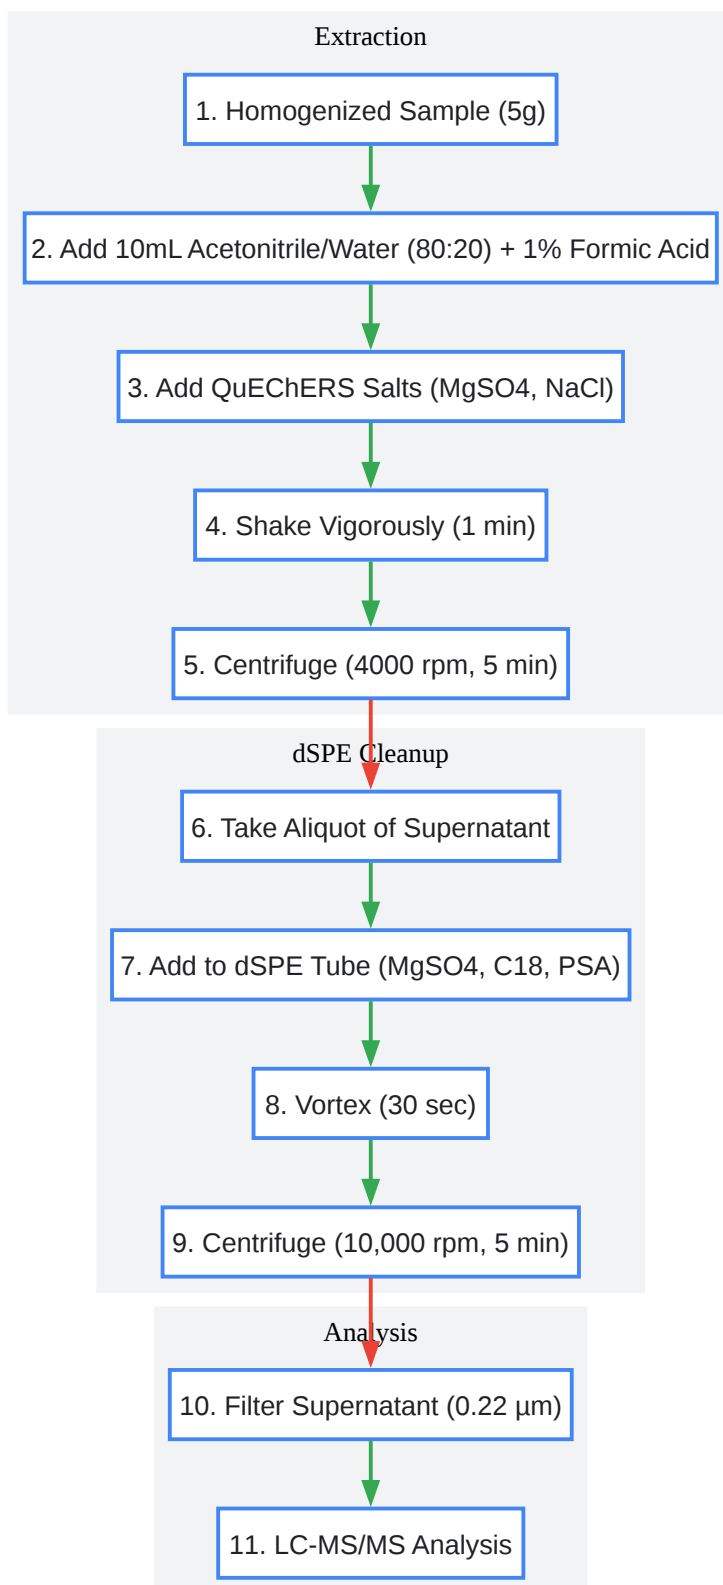 Extraction
1. Homogenized Sample (5g)
2. Add 10mL Acetonitrile/Water (80:20) + 1% Formic Acid
3. Add QuEChERS Salts (MgSO4, NaCl)
4. Shake Vigorously (1 min)
5. Centrifuge (4000 rpm, 5 min)
dSPE Cleanup
6. Take Aliquot of Supernatant
7. Add to dSPE Tube (MgSO4, C18, PSA)
8. Vortex (30 sec)
9. Centrifuge (10,000 rpm, 5 min)
Analysis
10. Filter Supernatant (0.22 µm)
11. LC-MS/MS Analysis